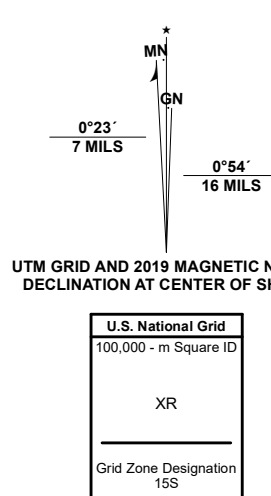 ★
MN
GN
0°23´
7 MILS
0°54´
16 MILS
UTM GRID AND 2019 MAGNETIC N
DECLINATION AT CENTER OF SH
U.S. National Grid
100,000 - m Square ID
XR
Grid Zone Designation
15S